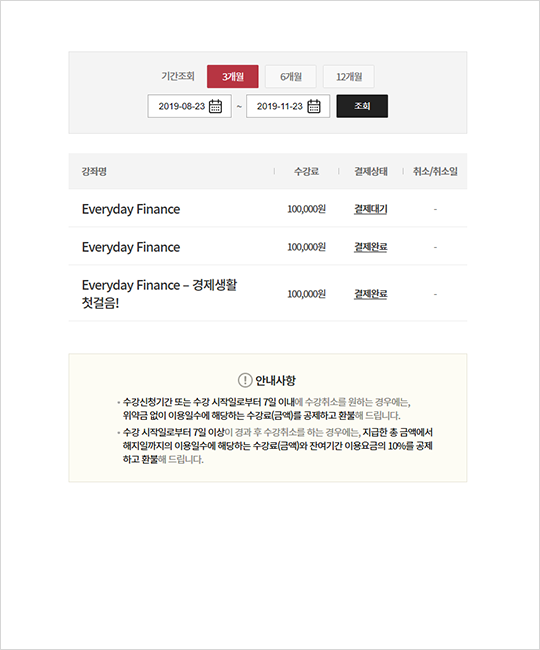 기간조회 3개월 6개월 12개월
2019-08-23 ~ 2019-11-23 조회
강좌명 수강료 결제상태 취소/취소일
Everyday Finance 100,000원 결제대기 -
Everyday Finance 100,000원 결제완료 -
Everyday Finance – 경제생활
첫걸음! 100,000원 결제완료 -
! 안내사항
• 수강신청기간 또는 수강 시작일로부터 7일 이내에 수강취소를 원하는 경우에는,
위약금 없이 이용일수에 해당하는 수강료(금액)를 공제하고 환불해 드립니다.
• 수강 시작일로부터 7일 이상이 경과 후 수강취소를 하는 경우에는, 지급한 총 금액에서
해지일까지의 이용일수에 해당하는 수강료(금액)와 잔여기간 이용요금의 10%를 공제
하고 환불해 드립니다.